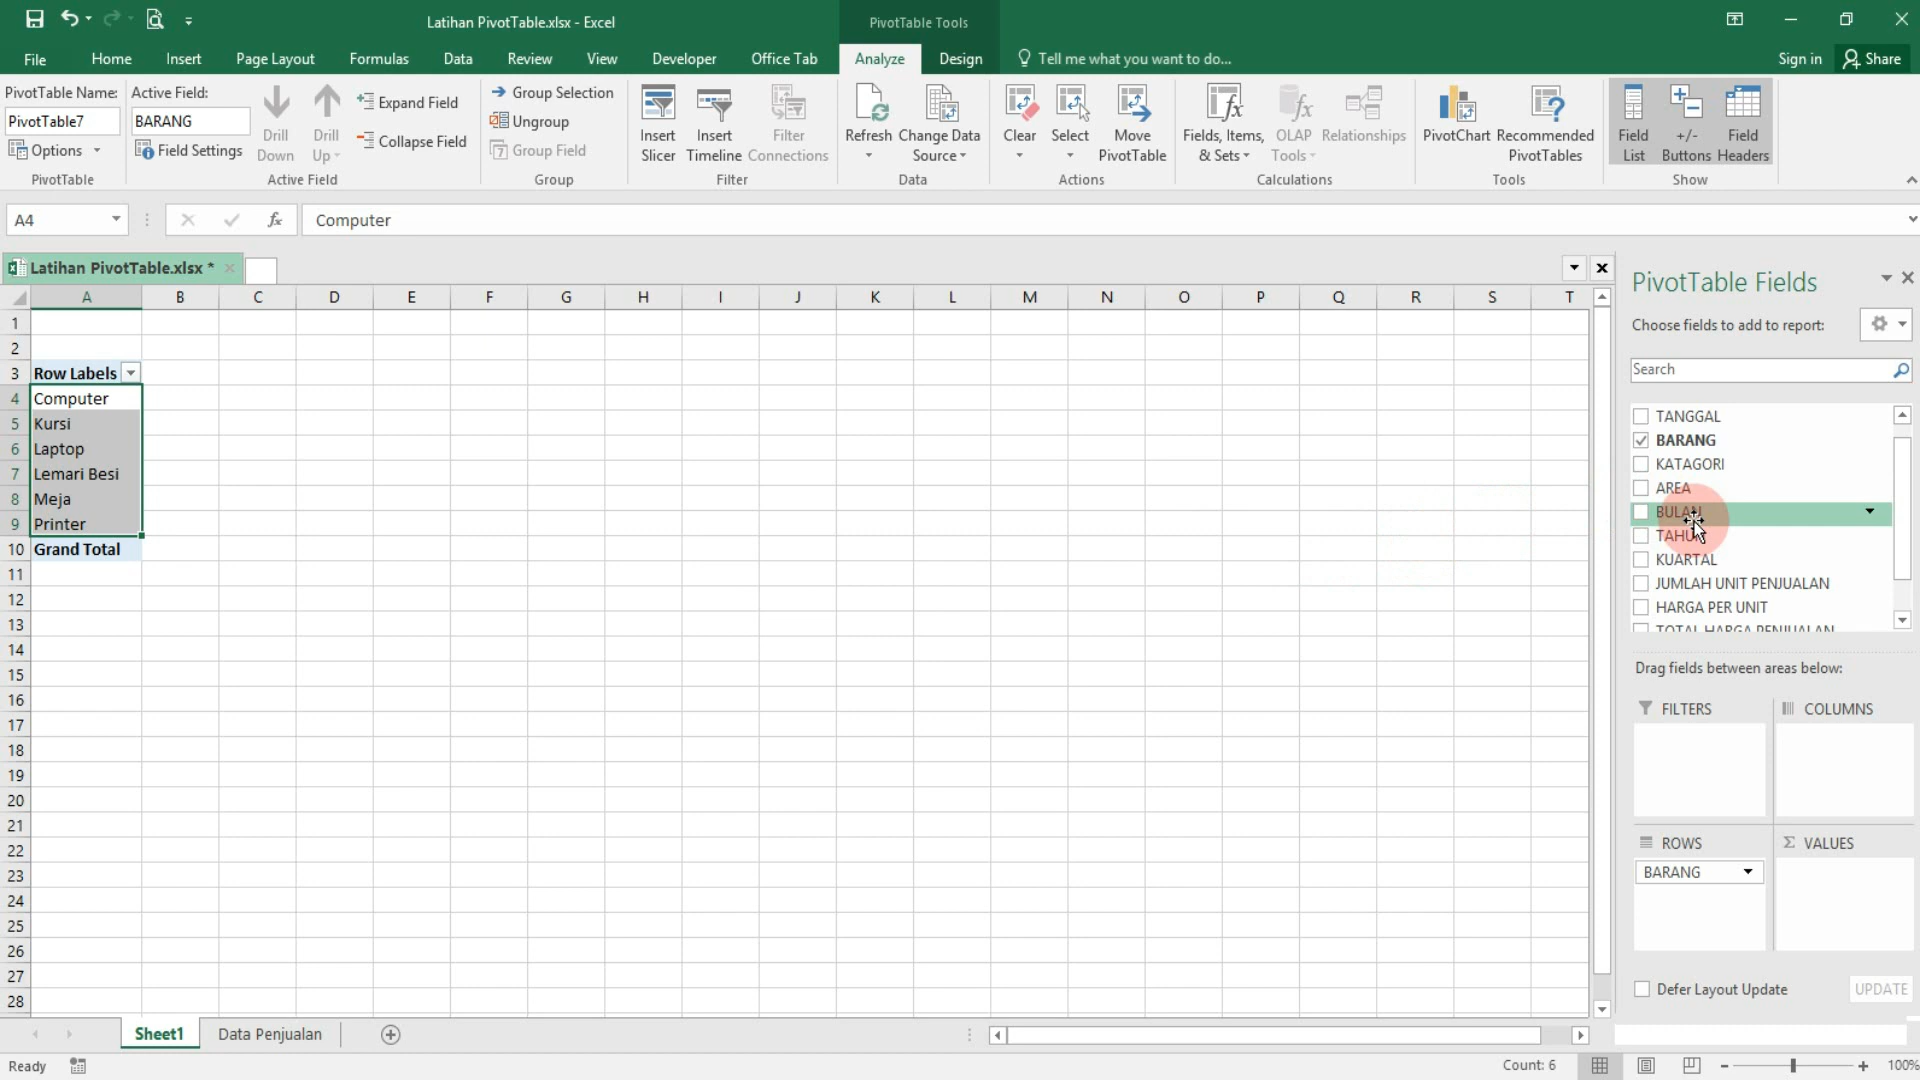 Latihan PivotTable.xlsx - Excel
PivotTable Tools
File Home Insert Page Layout Formulas Data Review View Developer Office Tab Analyze Design Tell me what you want to do... Sign in Share
PivotTable Name:
PivotTable7
Options
PivotTable
Active Field:
BARANG
Field Settings
Drill Down
Drill Up
Expand Field
Collapse Field
Active Field
Group Selection
Ungroup
Group Field
Group
Insert Slicer
Insert Timeline
Filter Connections
Filter
Refresh
Change Data Source
Data
Clear
Select
Move PivotTable
Actions
Fields, Items, & Sets
OLAP Tools
Relationships
Calculations
PivotChart
Recommended PivotTables
Tools
Field List
+/- Buttons
Field Headers
Show
A4
fx
Computer
Latihan PivotTable.xlsx *
A B C D E F G H I J K L M N O P Q R S T
1
2
3 Row Labels
4 Computer
5 Kursi
6 Laptop
7 Lemari Besi
8 Meja
9 Printer
10 Grand Total
11
12
13
14
15
16
17
18
19
20
21
22
23
24
25
26
27
28
PivotTable Fields
Choose fields to add to report:
Search
TANGGAL
BARANG
KATAGORI
AREA
BULAN
TAHUN
KUARTAL
JUMLAH UNIT PENJUALAN
HARGA PER UNIT
TOTAL HARGA PENJUALAN
Drag fields between areas below:
FILTERS
COLUMNS
ROWS
Σ VALUES
BARANG
Defer Layout Update
UPDATE
Sheet1 Data Penjualan
Ready
Count: 6
100%